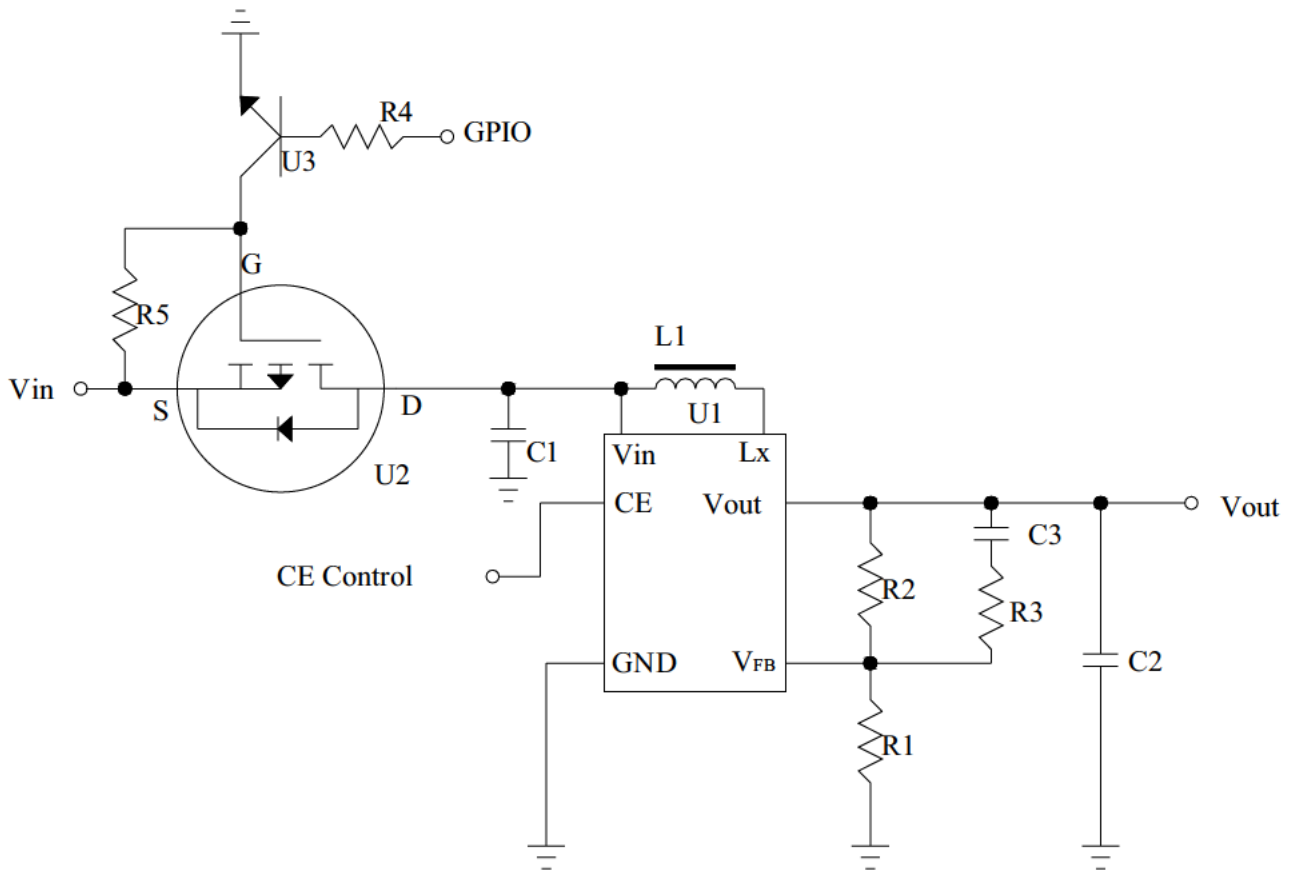 R4
GPIO
U3
G
R5
L1
Vin
S
D
U1
C1
Vin
Lx
U2
CE
Vout
Vout
C3
CE Control
R2
R3
GND
VFB
C2
R1